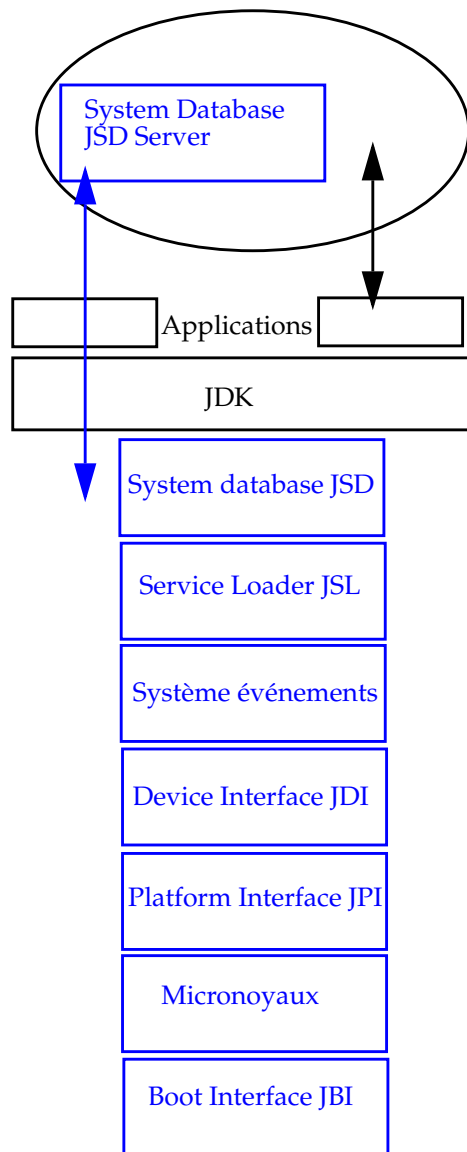 System Database
JSD Server
Applications
JDK
System database JSD
Service Loader JSL
Système événements
Device Interface JDI
Platform Interface JPI
Micronoyaux
Boot Interface JBI